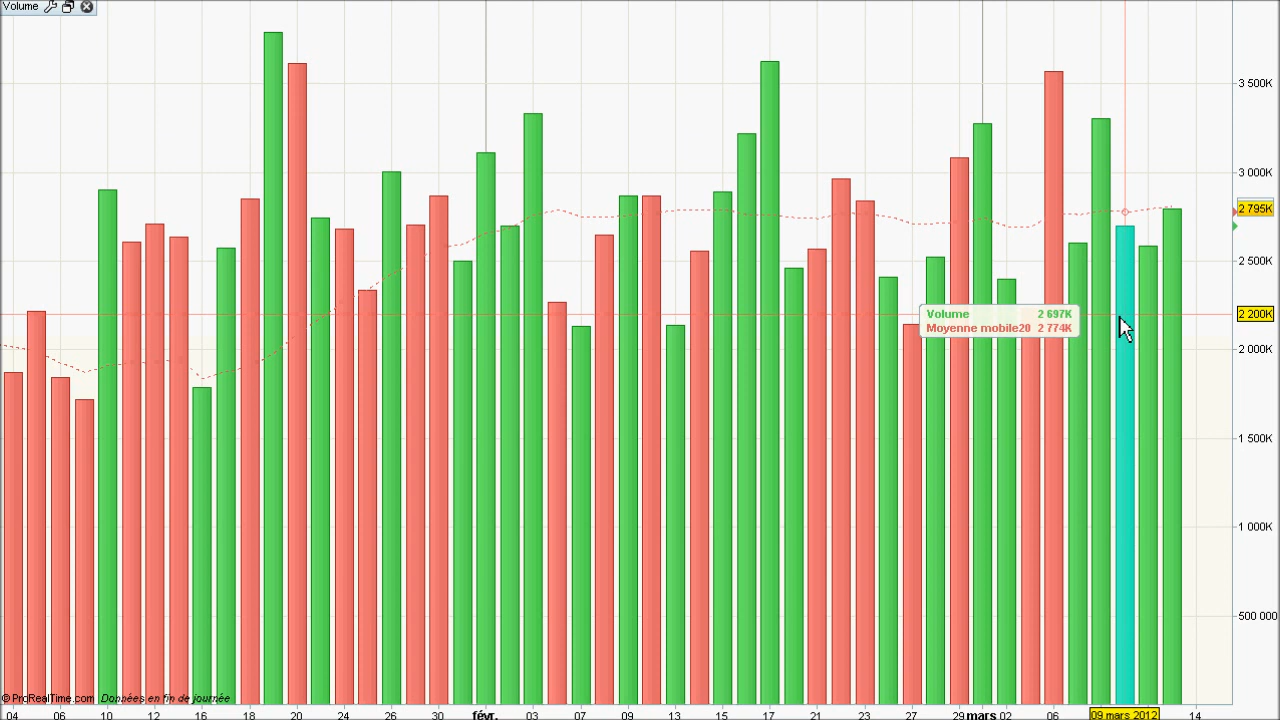 Volume
3 500K
3 000K
2 795K
2 500K
Volume 2 697K
2 200K
Moyenne mobile20 2 774K
2 000K
1 500K
1 000K
500 000
© ProRealTime.com Données en fin de journée
04 06 10 12 16 18 20 24 26 30 févr. 03 07 09 13 15 17 21 23 27 29 mars 02 06 09 mars 2012 14